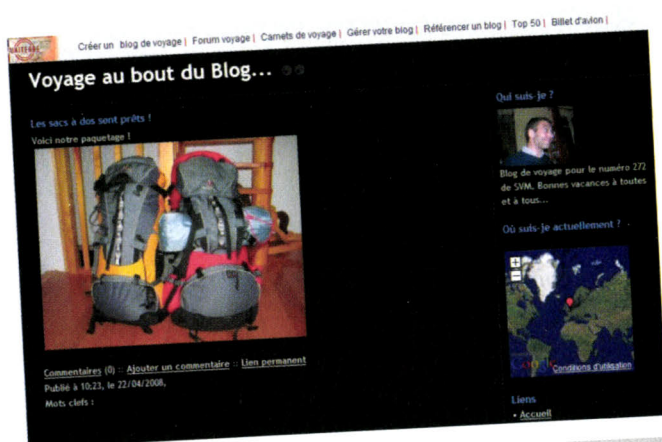 Créer un blog de voyage | Forum voyage | Carnets de voyage | Gérer votre blog | Référencer un blog | Top 50 | Billet d'avion |
Voyage au bout du Blog...
Les sacs à dos sont prêts !
Voici notre paquetage !
Commentaires (0) :: Ajouter un commentaire :: Lien permanent
Publié à 10:23, le 22/04/2008,
Mots clefs :
Qui suis-je ?
Blog de voyage pour le numéro 272
de SVM. Bonnes vacances à toutes
et à tous...
Où suis-je actuellement ?
+
-
Conditions d'utilisation
Liens
• Accueil